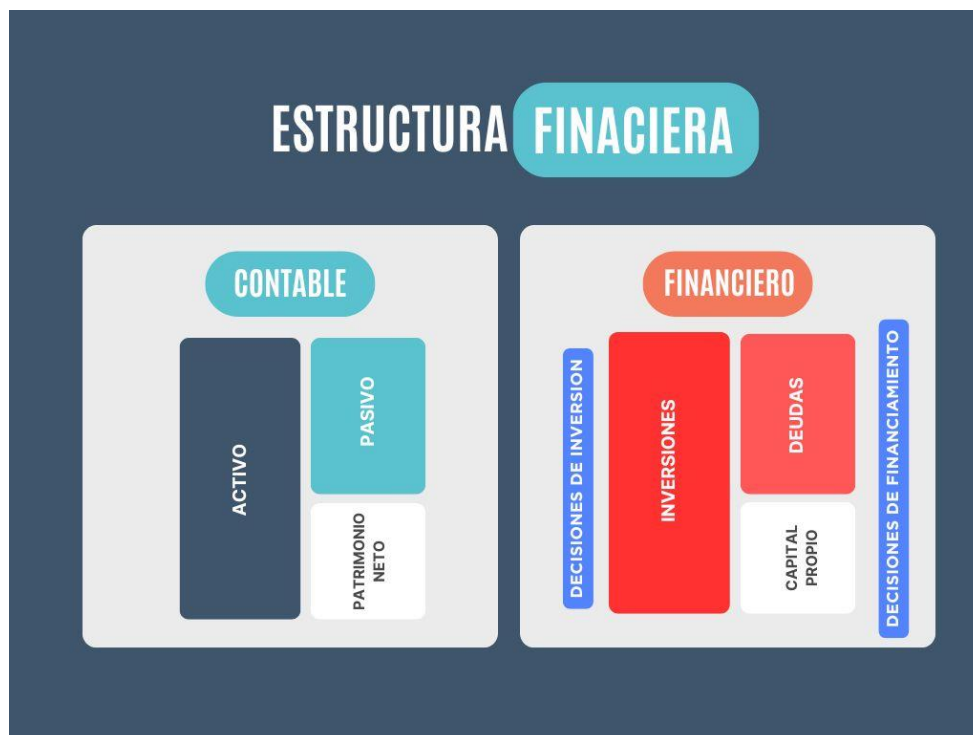 ESTRUCTURA FINACIERA
CONTABLE
ACTIVO
PASIVO
PATRIMONIO
NETO
FINANCIERO
DECISIONES DE INVERSION
INVERSIONES
DEUDAS
CAPITAL
PROPIO
DECISIONES DE FINANCIAMIENTO